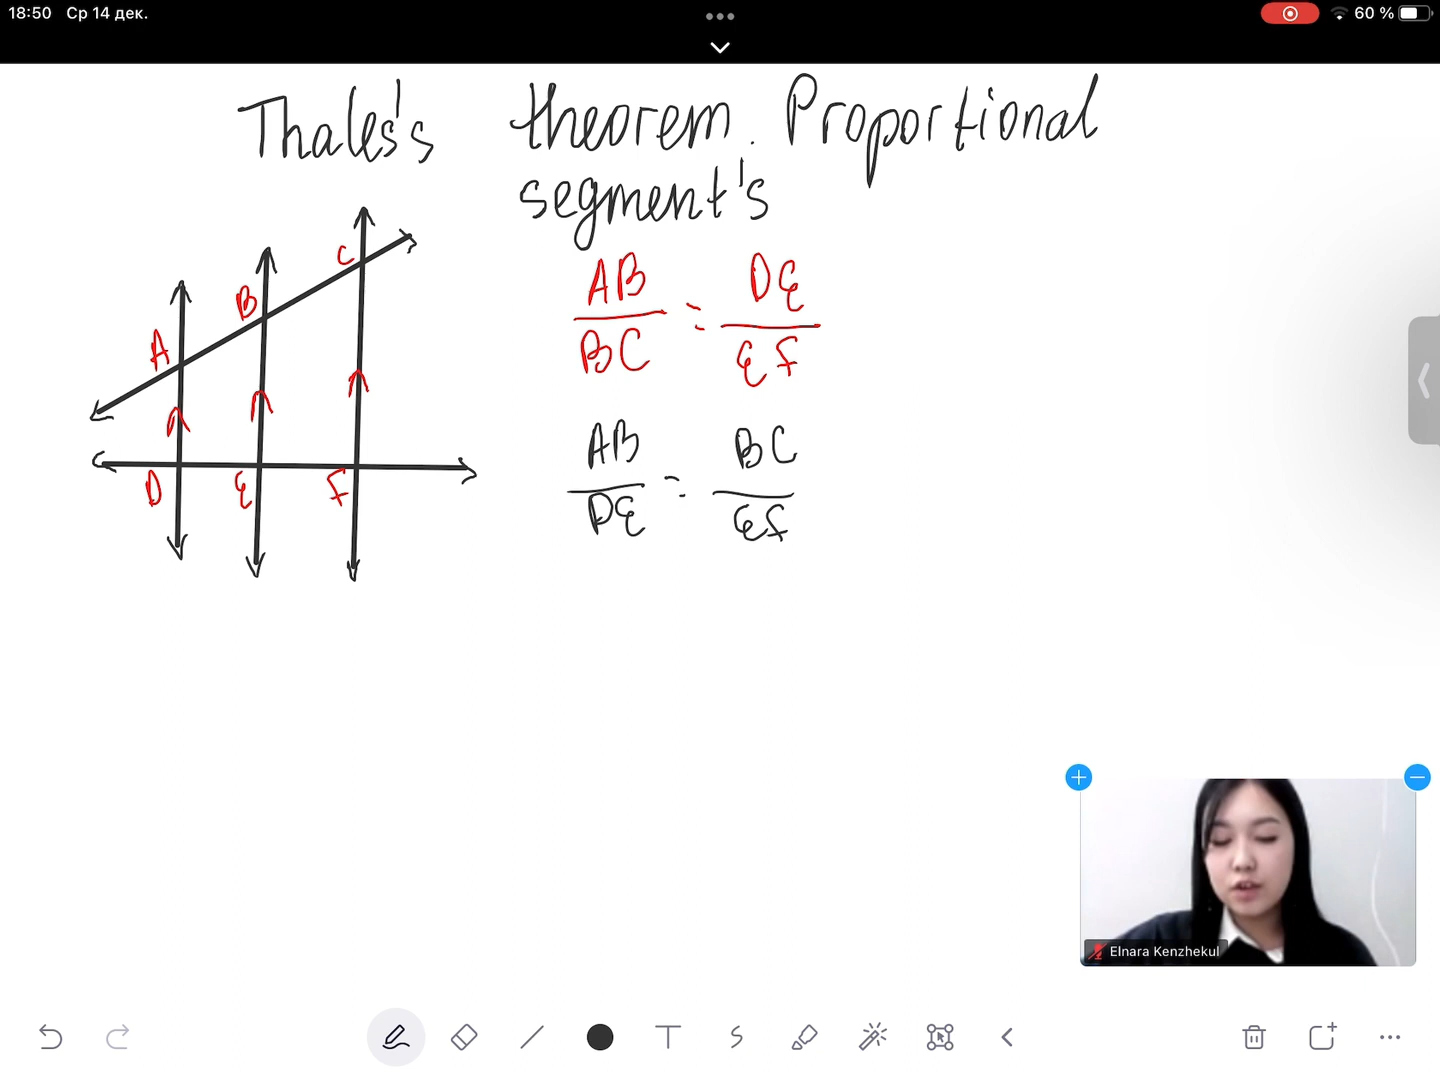 18:50 Ср 14 дек.
60 %
Thales's theorem. Proportional
segment's
A
B
C
D
E
F
AB
BC
=
DE
EF
AB
DE
=
BC
EF
Elnara Kenzhekul